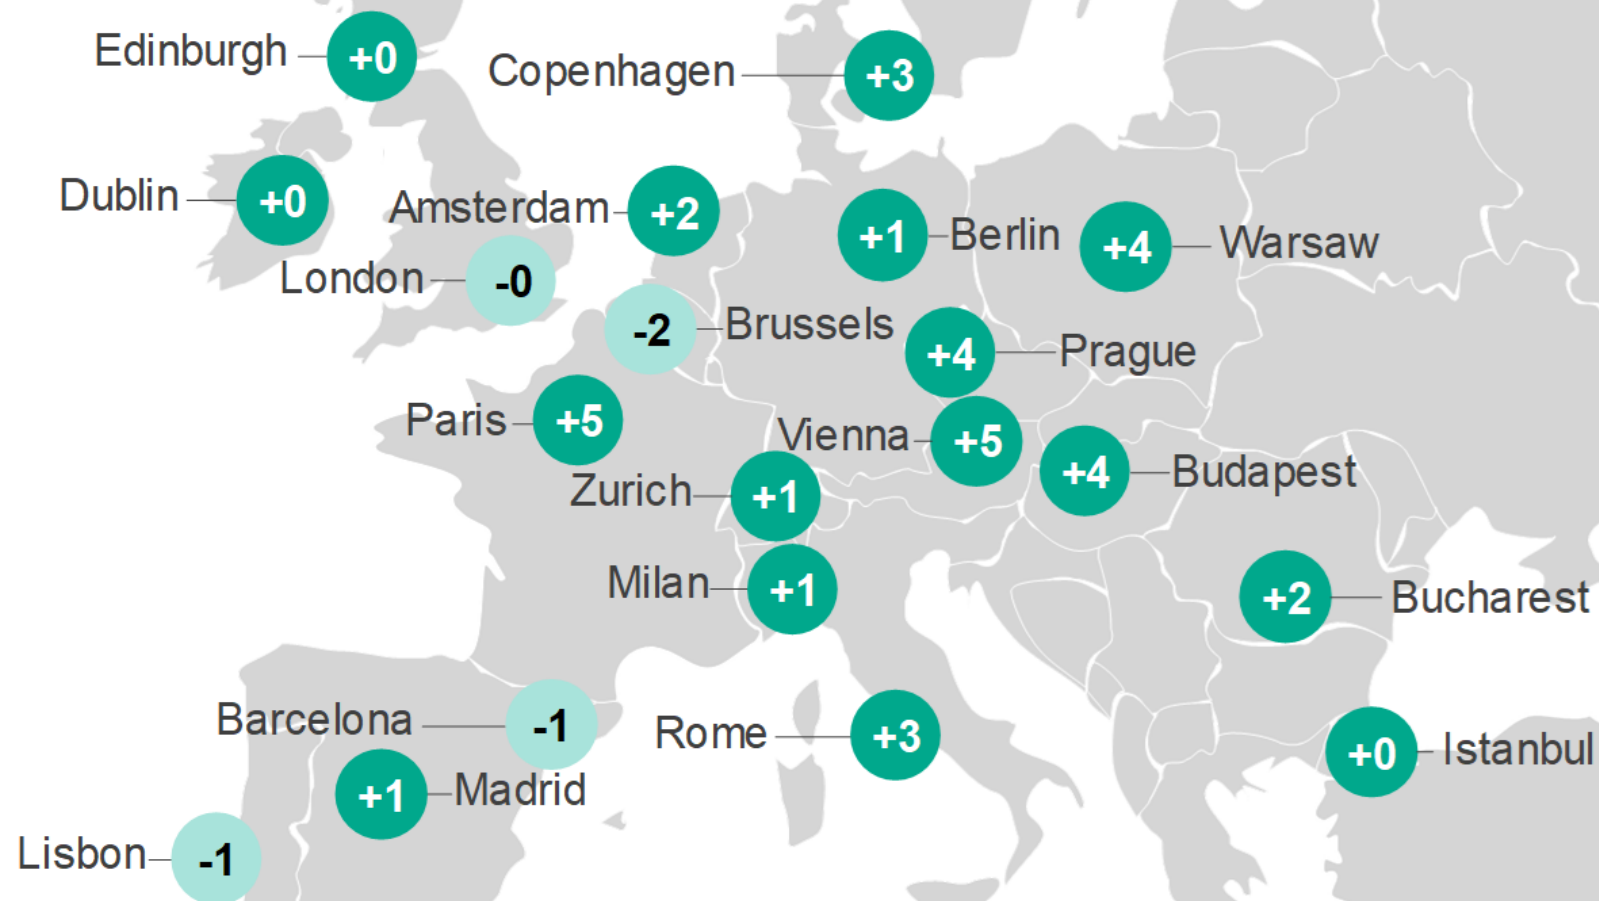 Edinburgh +0
Copenhagen +3
Dublin +0
Amsterdam +2
+1 Berlin
+4 Warsaw
London -0
-2 Brussels
+4 Prague
Paris +5
Vienna +5
+4 Budapest
Zurich +1
Milan +1
+2 Bucharest
Barcelona -1
Rome +3
+0 Istanbul
+1 Madrid
Lisbon -1